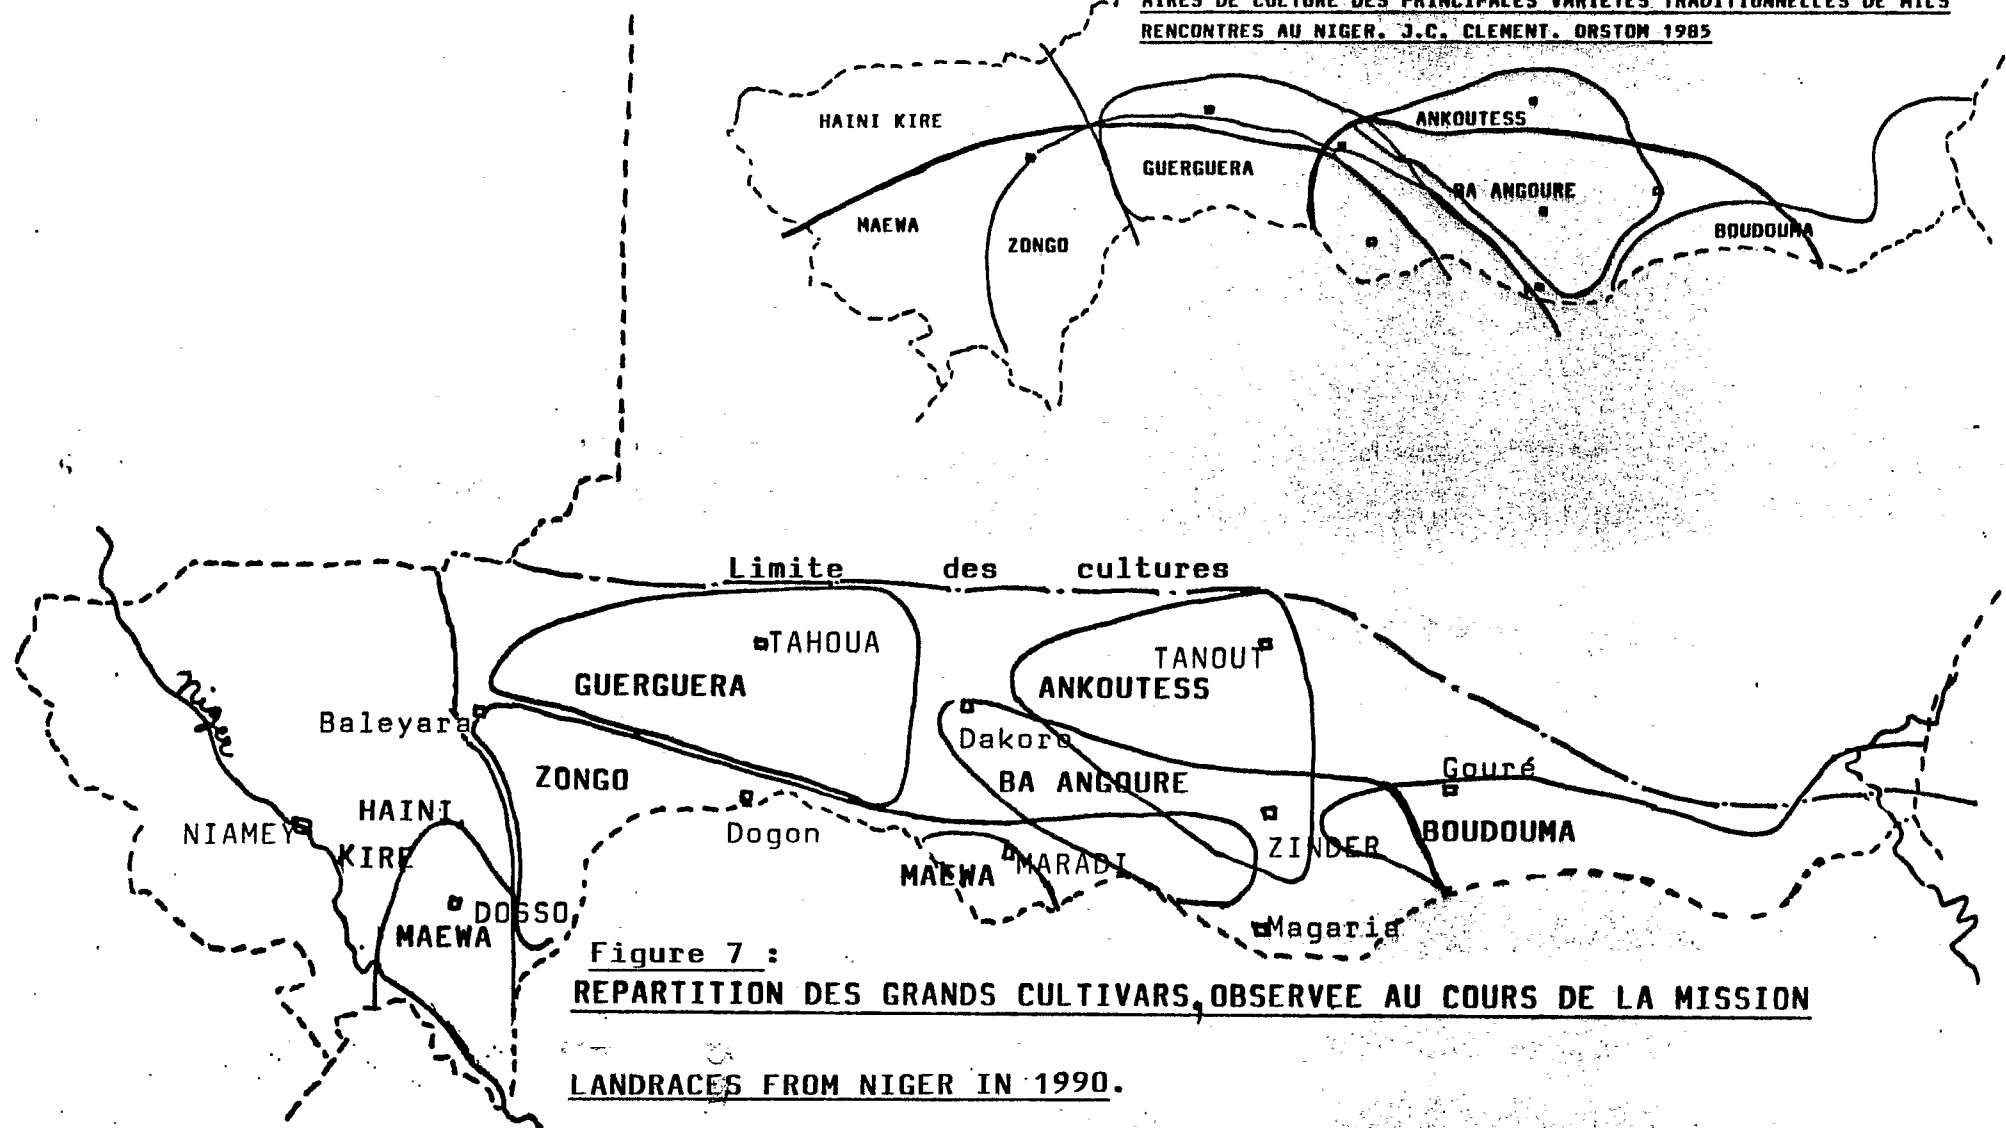 AIRES DE CULTURE DES PRINCIPALES VARIETES TRADITIONNELLES DE MILS
RENCONTRES AU NIGER. J.C. CLEMENT. ORSTOM 1985
HAINI KIRE
ANKOUTESS
GUERGUERA
BA ANGOURE
MAEWA
ZONGO
BOUDOUMA
Limite des cultures
TAHOUA
TANOUT
GUERGUERA
ANKOUTESS
Niger
Baleyara
Dakoro
ZONGO
BA ANGOURE
Gouré
HAINI
KIRE
NIAMEY
Dogon
ZINDER
BOUDOUMA
MAEWA
MARADI
DOSSO
MAEWA
Magaria
Figure 7 :
REPARTITION DES GRANDS CULTIVARS, OBSERVEE AU COURS DE LA MISSION
LANDRACES FROM NIGER IN 1990.